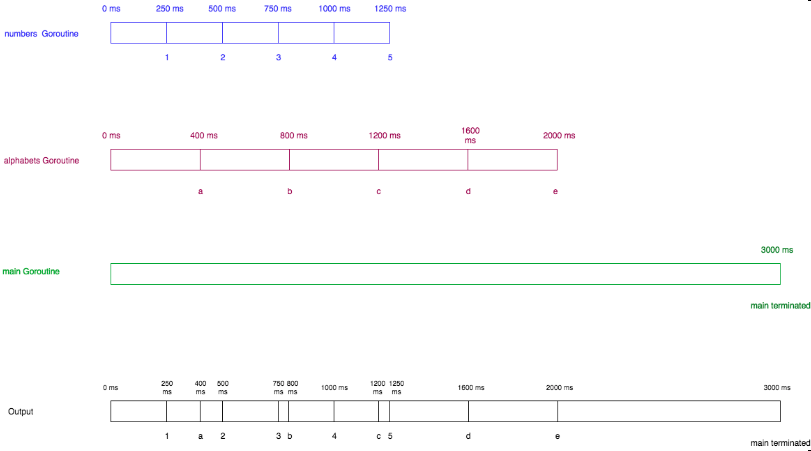 0 ms 250 ms 500 ms 750 ms 1000 ms 1250 ms
numbers Goroutine
1 2 3 4 5
0 ms 400 ms 800 ms 1200 ms 1600 ms 2000 ms
alphabets Goroutine
a b c d e
3000 ms
main Goroutine
main terminated
0 ms 250 ms 400 ms 500 ms 750 ms 800 ms 1000 ms 1200 ms 1250 ms 1600 ms 2000 ms 3000 ms
Output
1 a 2 3 b 4 c 5 d e
main terminated